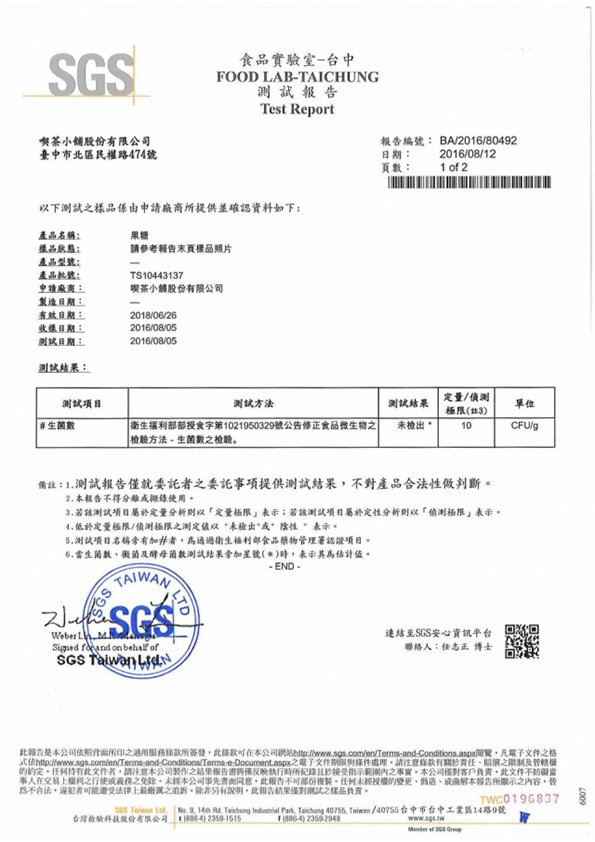 SGS
食品實驗室-台中
FOOD LAB-TAICHUNG
測試報告
Test Report
喫茶小舖股份有限公司
臺中市北區民權路474號
報告編號： BA/2016/80492
日期： 2016/08/12
頁數： 1 of 2
以下測試之樣品係由申請廠商所提供並確認資料如下：
產品名稱： 果糖
樣品狀態： 請參考報告末頁樣品照片
產品型號： —
產品批號： TS10443137
申請廠商： 喫茶小舖股份有限公司
製造日期： —
有效日期： 2018/06/26
收樣日期： 2016/08/05
測試日期： 2016/08/05
測試結果：
測試項目 測試方法 測試結果 定量/偵測極限(註3) 單位
# 生菌數 衛生福利部部授食字第1021950329號公告修正食品微生物之 未檢出 * 10 CFU/g
檢驗方法 - 生菌數之檢驗。
備註：1.測試報告僅就委託者之委託事項提供測試結果，不對產品合法性做判斷。
2.本報告不得分離或擷錄使用。
3.若該測試項目屬於定量分析則以「定量極限」表示；若該測試項目屬於定性分析則以「偵測極限」表示。
4.低於定量極限/偵測極限之測定值以 "未檢出"或" 陰性 " 表示。
5.測試項目名稱旁有加#者，為通過衛生福利部食品藥物管理署認證項目。
6.當生菌數、黴菌及酵母菌數測試結果旁加星號(*)時，表示其為估計值。
- END -
SGS TAIWAN LTD
SGS
TAIWAN
Weber Lin, M.R./Manager
Signed for and on behalf of
SGS Taiwan Ltd.
連結至SGS安心資訊平台
聯絡人：任志正 博士
此報告是本公司依照背面所印之通用服務條款所簽發，此條款可在本公司網站http://www.sgs.com/en/Terms-and-Conditions.aspx閱覽，凡電子文件之格
式依http://www.sgs.com/en/Terms-and-Conditions/Terms-e-Document.aspx之電子文件期限與條件處理。請注意條款有關於責任、賠償之限制及管轄權
的約定。任何持有此文件者，請注意本公司製作之結果報告書將僅反映執行時所紀錄且於接受指示範圍內之事實。本公司僅對客戶負責，此文件不妨礙當
事人在交易上權利之行使或義務之免除。未經本公司事先書面同意，此報告不可部份複製。任何未經授權的變更、偽造、或曲解本報告所顯示之內容，皆
為不合法，違犯者可能遭受法律上最嚴厲之追訴。除非另有說明，此報告結果僅對測試之樣品負責。
TWC0196837
6007
SGS Taiwan Ltd. No. 9, 14th Rd. Taichung Industrial Park, Taichung 40755, Taiwan /40755台中市台中工業區14路9號
台灣檢驗科技股份有限公司 t (886-4) 2359-1515 f (886-4) 2359-2948 www.sgs.tw
Member of SGS Group